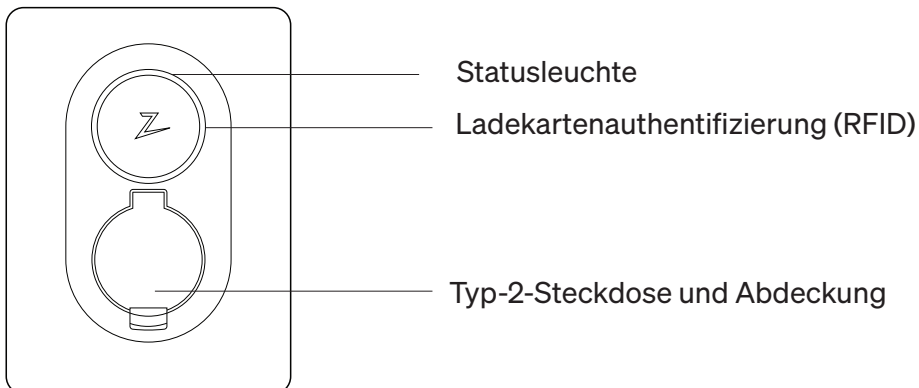 Statusleuchte
Ladekartenauthentifizierung (RFID)
Typ-2-Steckdose und Abdeckung